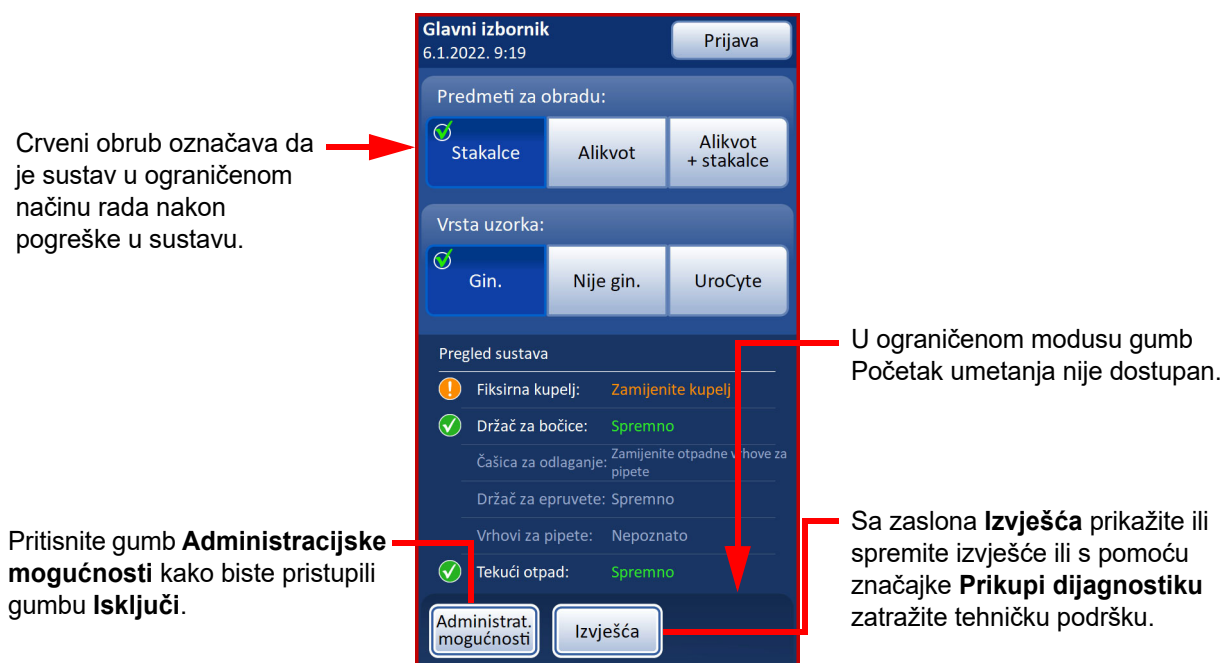 Glavni izbornik
6.1.2022. 9:19
Prijava
Predmeti za obradu:
Stakalce
Alikvot
Alikvot
+ stakalce
Vrsta uzorka:
Gin.
Nije gin.
UroCyte
Pregled sustava
Fiksirna kupelj: Zamijenite kupelj
Držač za bočice: Spremno
Čašica za odlaganje: Zamijenite otpadne vrhove za
pipete
Držač za epruvete: Spremno
Vrhovi za pipete: Nepoznato
Tekući otpad: Spremno
Administrat.
mogućnosti
Izvješća
Crveni obrub označava da
je sustav u ograničenom
načinu rada nakon
pogreške u sustavu.
Pritisnite gumb Administracijske
mogućnosti kako biste pristupili
gumbu Isključi.
U ograničenom modusu gumb
Početak umetanja nije dostupan.
Sa zaslona Izvješća prikažite ili
spremite izvješće ili s pomoću
značajke Prikupi dijagnostiku
zatražite tehničku podršku.